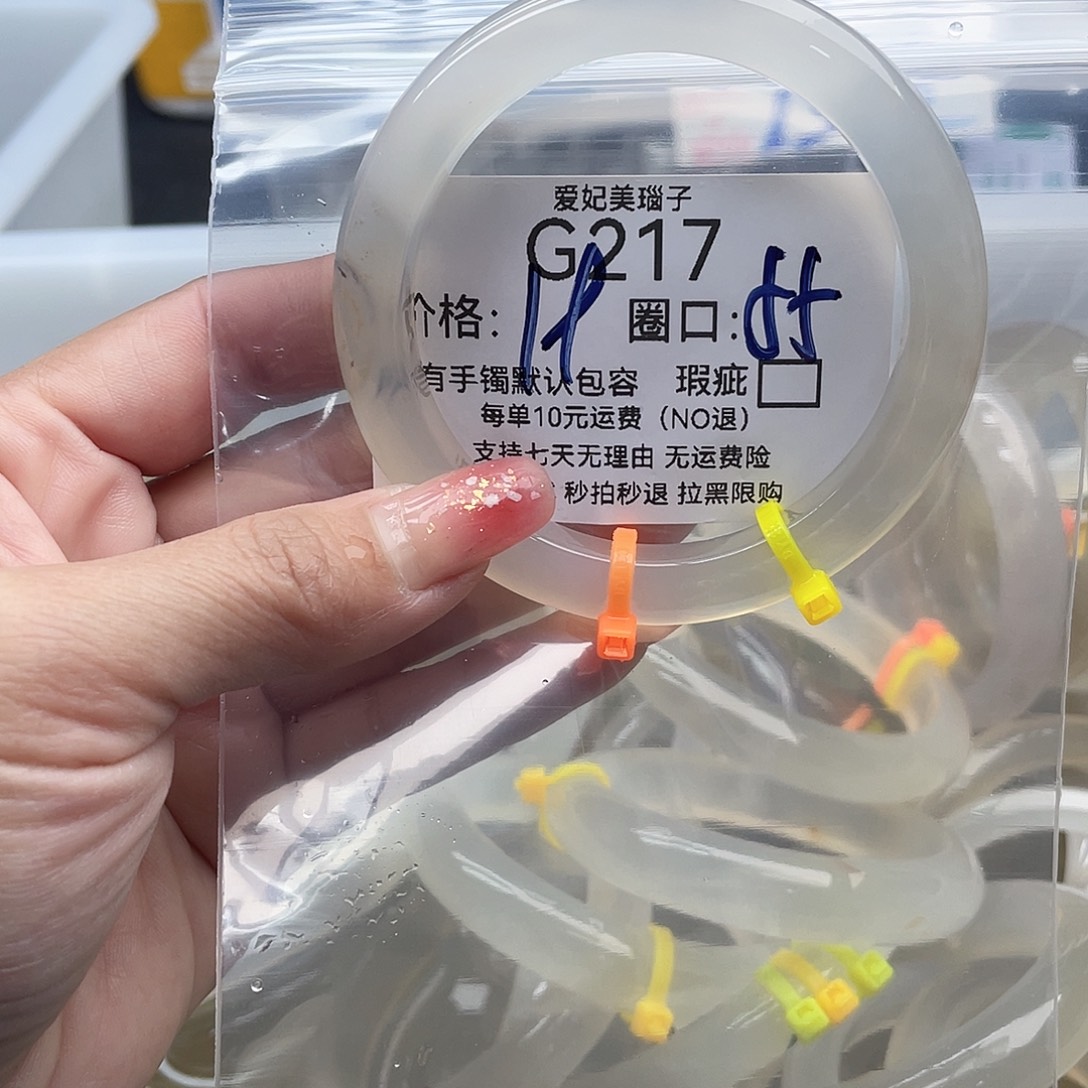 爱妃美瑙子
G217
价格: 圈口:55
有手镯默认包容 瑕疵
每单10元运费（NO退）
支持七天无理由 无运费险
秒拍秒退 拉黑限购